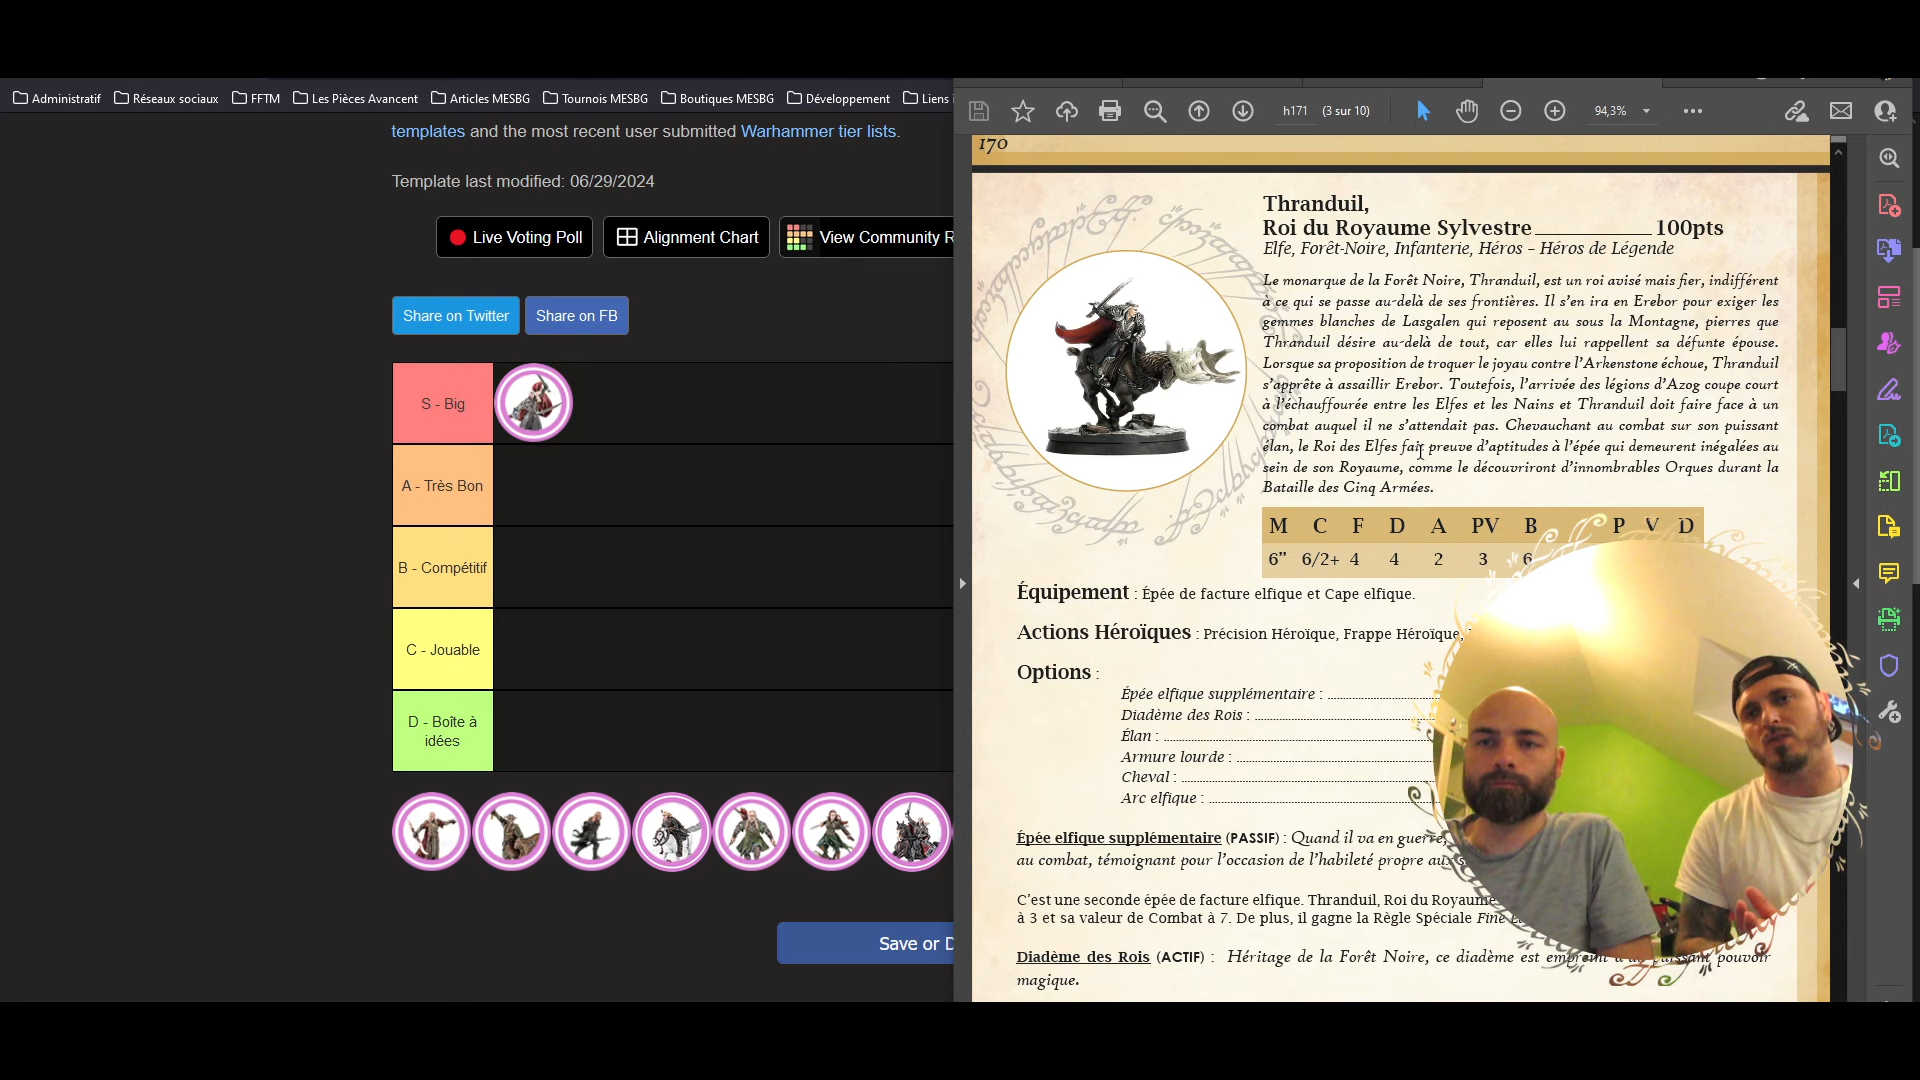 Administratif Réseaux sociaux FFTM Les Pièces Avancent Articles MESBG Tournois MESBG Boutiques MESBG Développement Liens
templates and the most recent user submitted Warhammer tier lists.
Template last modified: 06/29/2024
Live Voting Poll Alignment Chart View Community R
Share on Twitter Share on FB
S - Big
A - Très Bon
B - Compétitif
C - Jouable
D - Boîte à
idées
Save or D
h171 (3 sur 10) 94,3%
170
Thranduil,
Roi du Royaume Sylvestre 100pts
Elfe, Forêt-Noire, Infanterie, Héros – Héros de Légende
Le monarque de la Forêt Noire, Thranduil, est un roi avisé mais fier, indifférent
à ce qui se passe au-delà de ses frontières. Il s'en ira en Erebor pour exiger les
gemmes blanches de Lasgalen qui reposent au sous la Montagne, pierres que
Thranduil désire au-delà de tout, car elles lui rappellent sa défunte épouse.
Lorsque sa proposition de troquer le joyau contre l'Arkenstone échoue, Thranduil
s'apprête à assaillir Erebor. Toutefois, l'arrivée des légions d'Azog coupe court
à l'échauffourée entre les Elfes et les Nains et Thranduil doit faire face à un
combat auquel il ne s'attendait pas. Chevauchant au combat sur son puissant
élan, le Roi des Elfes fait preuve d'aptitudes à l'épée qui demeurent inégalées au
sein de son Royaume, comme le découvriront d'innombrables Orques durant la
Bataille des Cinq Armées.
M C F D A PV B P V D
6” 6/2+ 4 4 2 3 6
Équipement : Épée de facture elfique et Cape elfique.
Actions Héroïques : Précision Héroïque, Frappe Héroïque,
Options :
Épée elfique supplémentaire :
Diadème des Rois :
Élan :
Armure lourde :
Cheval :
Arc elfique :
Épée elfique supplémentaire (PASSIF) : Quand il va en guerre,
au combat, témoignant pour l'occasion de l'habileté propre aux
C'est une seconde épée de facture elfique. Thranduil, Roi du Royaume
à 3 et sa valeur de Combat à 7. De plus, il gagne la Règle Spéciale Fine
Diadème des Rois (ACTIF) : Héritage de la Forêt Noire, ce diadème est empreint d'un puissant pouvoir
magique.